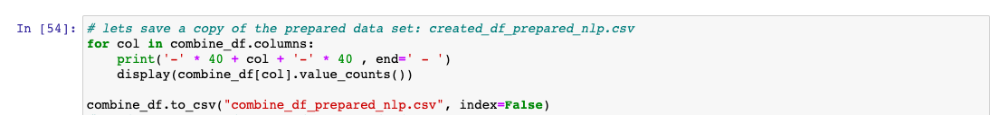 In [54]: # lets save a copy of the prepared data set: created_df_prepared_nlp.csv
for col in combine_df.columns:
    print('-' * 40 + col + '-' * 40 , end=' - ')
    display(combine_df[col].value_counts())

combine_df.to_csv("combine_df_prepared_nlp.csv", index=False)